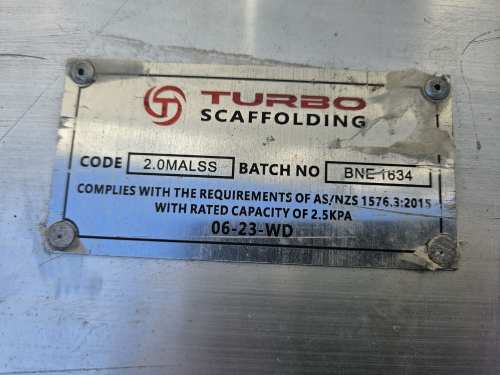 TURBO
SCAFFOLDING
CODE 2.0MALSS BATCH NO BNE 1634
COMPLIES WITH THE REQUIREMENTS OF AS/NZS 1576.3:2015
WITH RATED CAPACITY OF 2.5KPA
06-23-WD